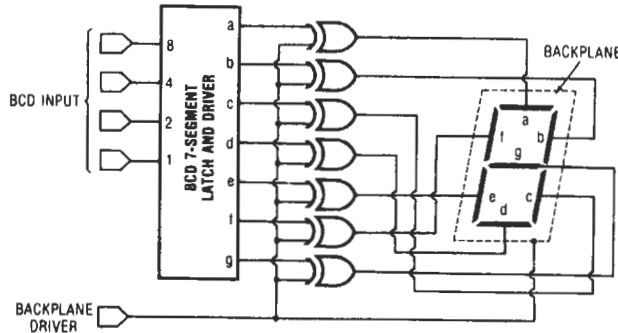 BCD INPUT
8
4
2
1
BCD 7-SEGMENT
LATCH AND DRIVER
a
b
c
d
e
f
g
BACKPLANE
DRIVER
BACKPLANE
a
f
b
g
e
c
d